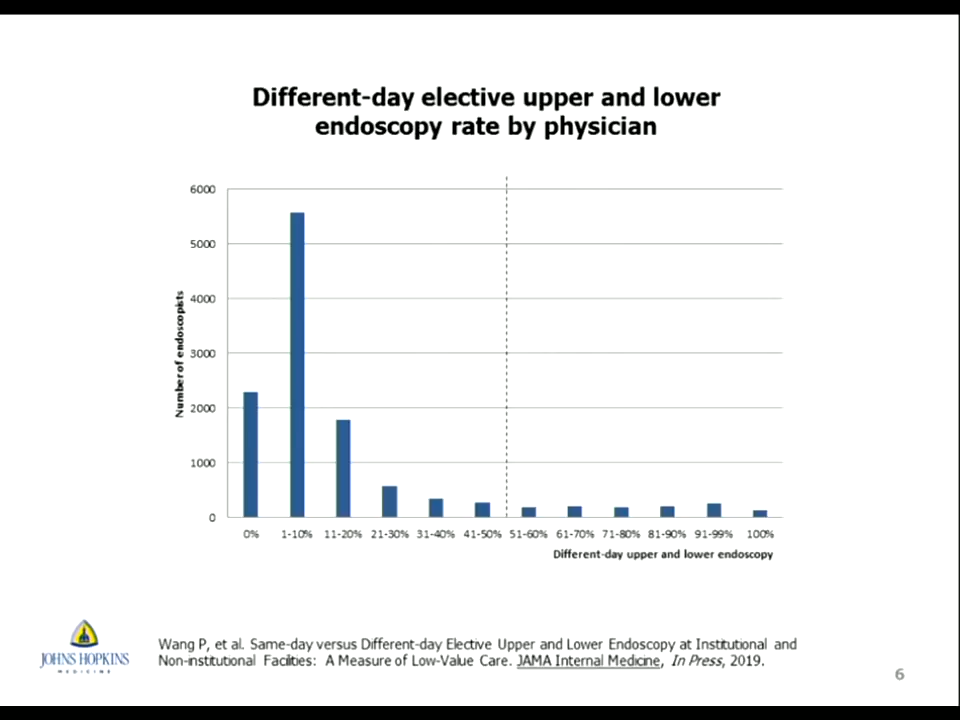 Different-day elective upper and lower
endoscopy rate by physician
6000
5000
4000
3000
2000
1000
0
Number of endoscopists
0% 1-10% 11-20% 21-30% 31-40% 41-50% 51-60% 61-70% 71-80% 81-90% 91-99% 100%
Different-day upper and lower endoscopy
JOHNS HOPKINS
MEDICINE
Wang P, et al. Same-day versus Different-day Elective Upper and Lower Endoscopy at Institutional and
Non-institutional Facilities: A Measure of Low-Value Care. JAMA Internal Medicine, In Press, 2019.
6